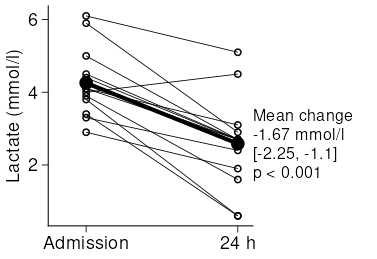 6
4
2
Lactate (mmol/l)
Admission
24 h
Mean change
-1.67 mmol/l
[-2.25, -1.1]
p < 0.001